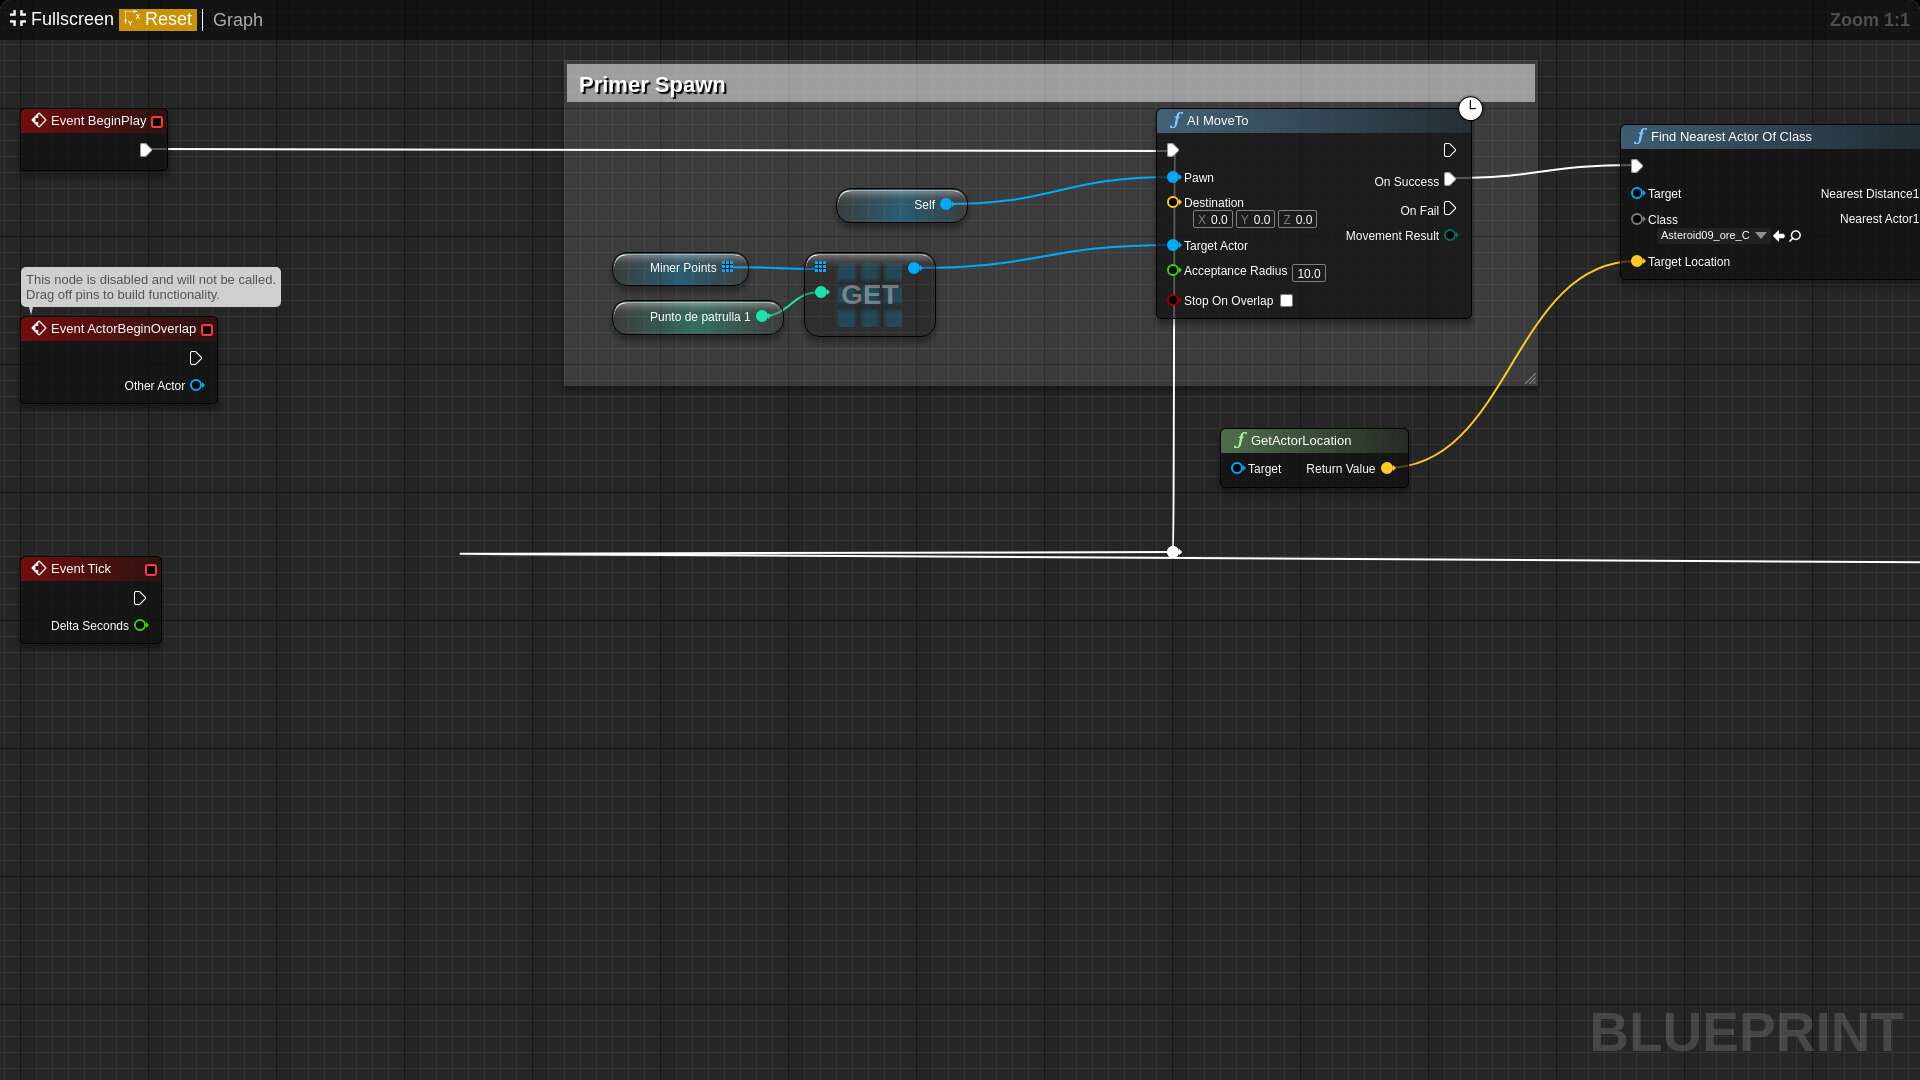 Fullscreen Reset Graph
Zoom 1:1
Primer Spawn
Event BeginPlay
AI MoveTo
Pawn
Destination
X 0.0 Y 0.0 Z 0.0
Target Actor
Acceptance Radius 10.0
Stop On Overlap
On Success
On Fail
Movement Result
Find Nearest Actor Of Class
Target
Class
Asteroid09_ore_C
Target Location
Nearest Distance1
Nearest Actor1
Self
Miner Points
Punto de patrulla 1
GET
This node is disabled and will not be called.
Drag off pins to build functionality.
Event ActorBeginOverlap
Other Actor
GetActorLocation
Target Return Value
Event Tick
Delta Seconds
BLUEPRINT